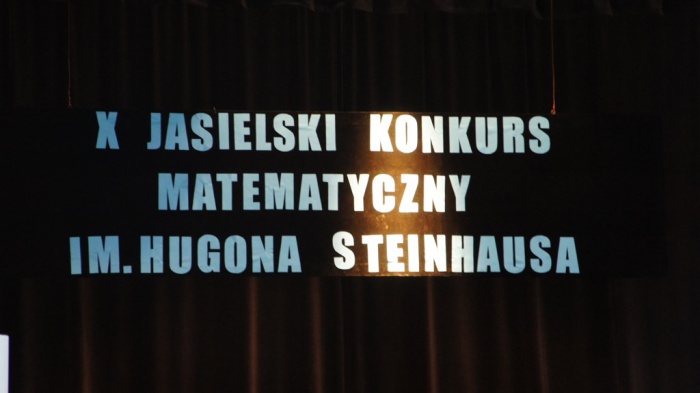 X JASIELSKI KONKURS
MATEMATYCZNY
IM. HUGONA STEINHAUSA